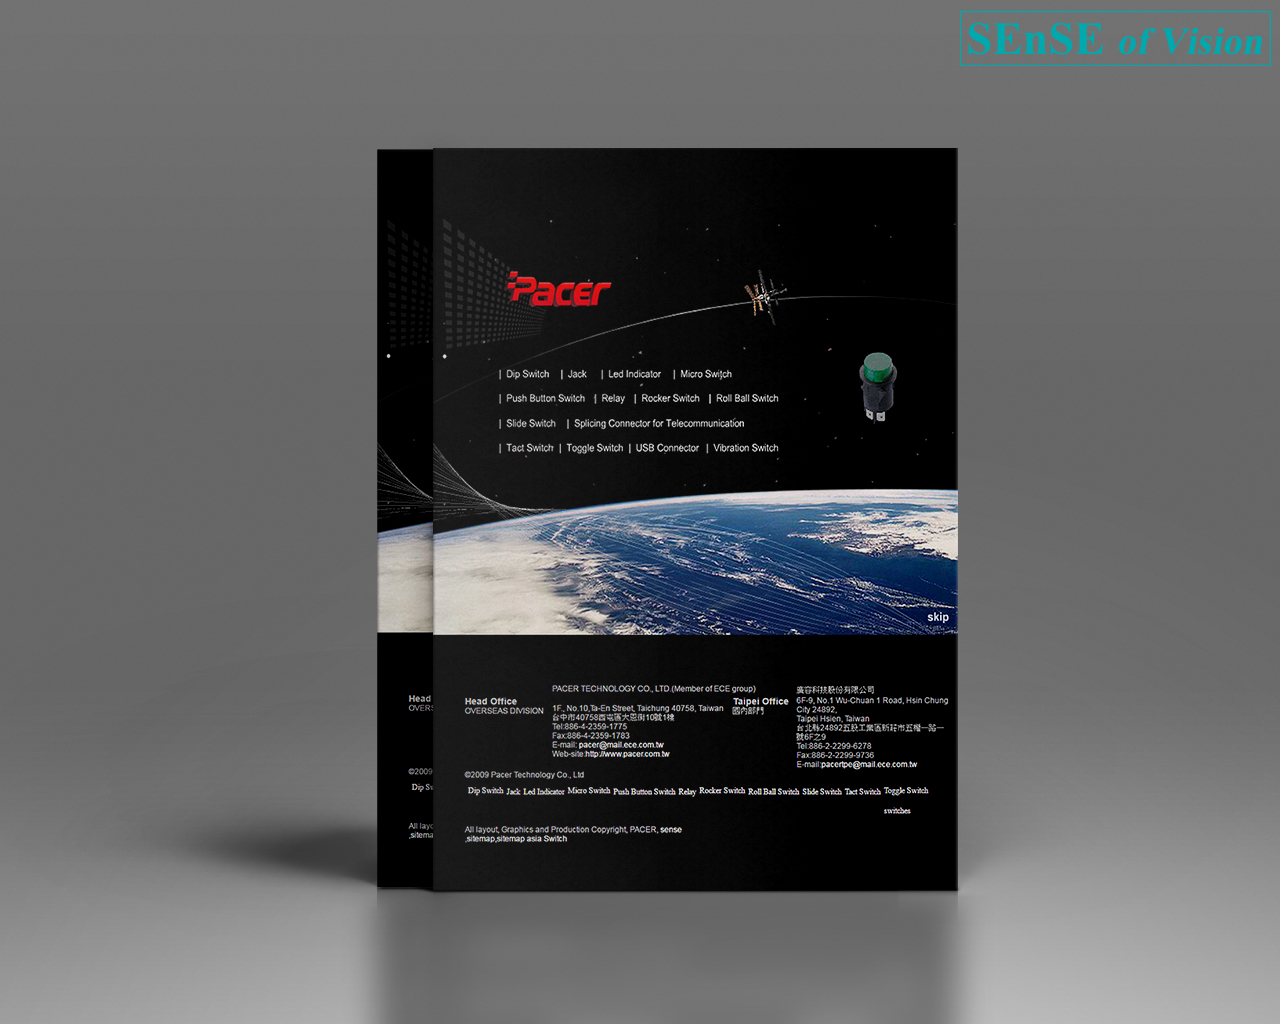 SEnSE of Vision
Pacer
| Dip Switch | Jack | Led Indicator | Micro Switch
| Push Button Switch | Relay | Rocker Switch | Roll Ball Switch
| Slide Switch | Splicing Connector for Telecommunication
| Tact Switch | Toggle Switch | USB Connector | Vibration Switch
skip
Head Office
OVERSEAS DIVISION
PACER TECHNOLOGY CO., LTD.(Member of ECE group)
1F., No.10,Ta-En Street, Taichung 40758, Taiwan
台中市40758西屯區大恩街10號1樓
Tel:886-4-2359-1775
Fax:886-4-2359-1783
E-mail: pacer@mail.ece.com.tw
Web-site:http://www.pacer.com.tw
Taipei Office
國內部門
廣容科技股份有限公司
6F-9, No.1 Wu-Chuan 1 Road, Hsin Chung
City 24892,
Taipei Hsien, Taiwan
台北縣24892五股工業區新莊市五權一路一
號6F之9
Tel:886-2-2299-6278
Fax:886-2-2299-9736
E-mail:pacertpe@mail.ece.com.tw
©2009 Pacer Technology Co., Ltd
Dip Switch Jack Led Indicator Micro Switch Push Button Switch Relay Rocker Switch Roll Ball Switch Slide Switch Tact Switch Toggle Switch
switches
All layout, Graphics and Production Copyright, PACER, sense
,sitemap,sitemap asia Switch
Head
OVERS
©2009
Dip Sw
All layo
,sitema